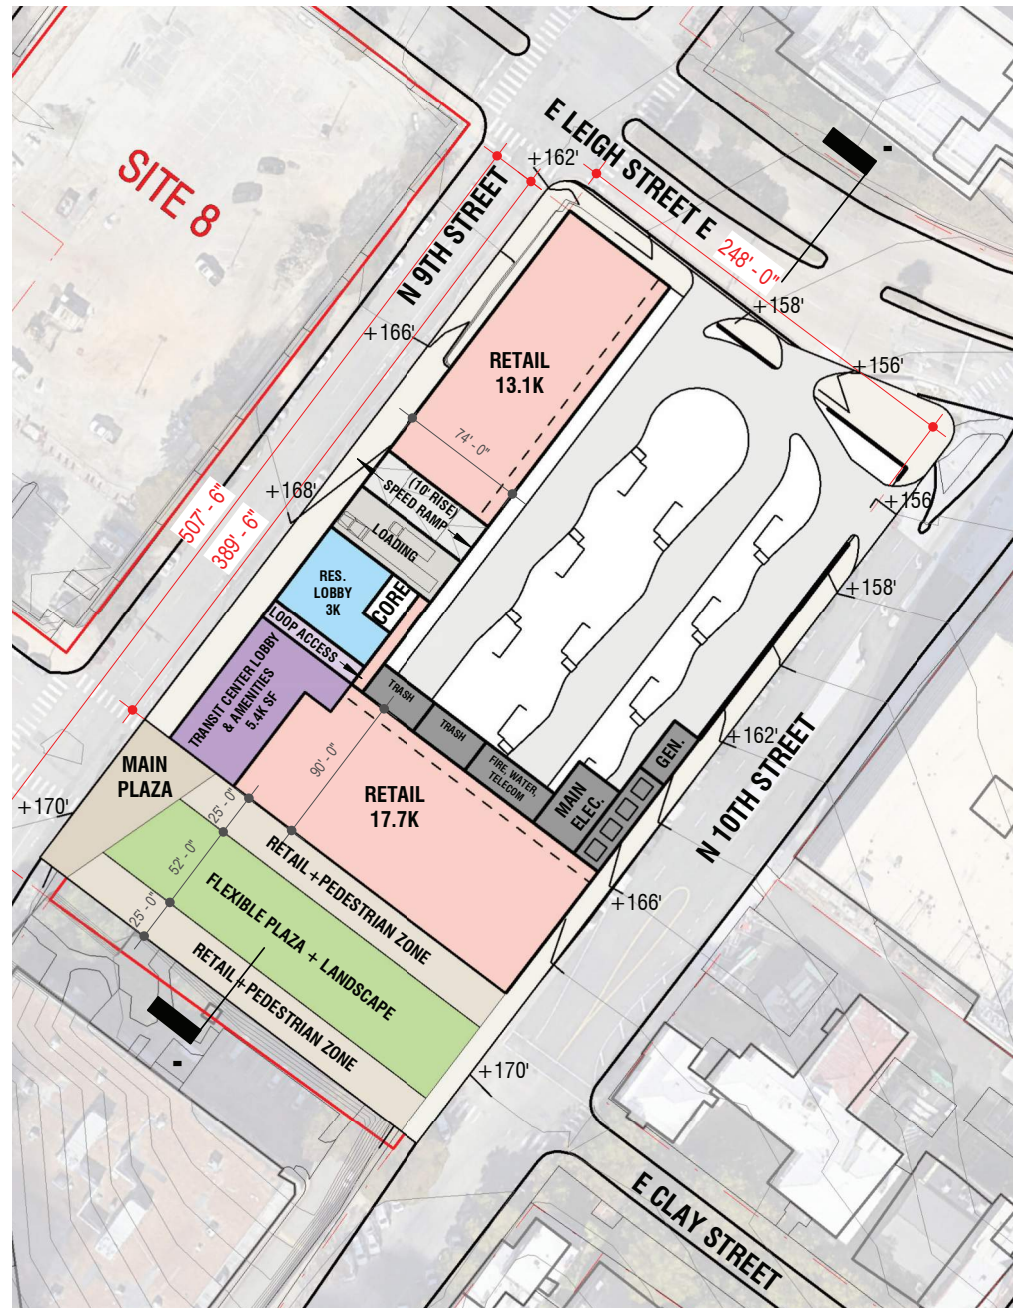 E LEIGH STREET E
+162'
SITE 8
N 9TH STREET
248' - 0"
+158'
+166'
+156'
RETAIL
13.1K
74' - 0"
(10' RISE)
SPEED RAMP
+168'
+156'
507' - 6"
389' - 6"
LOADING
RES.
LOBBY
3K
CORE
+158'
LOOP ACCESS
TRANSIT CENTER LOBBY
& AMENITIES
5.4K SF
TRASH
TRASH
FIRE, WATER,
TELECOM
MAIN
ELEC.
GEN.
+162'
N 10TH STREET
MAIN
PLAZA
90' - 0"
RETAIL
17.7K
+170'
25' - 0"
52' - 0"
25' - 0"
RETAIL + PEDESTRIAN ZONE
FLEXIBLE PLAZA + LANDSCAPE
RETAIL + PEDESTRIAN ZONE
+166'
+170'
E CLAY STREET